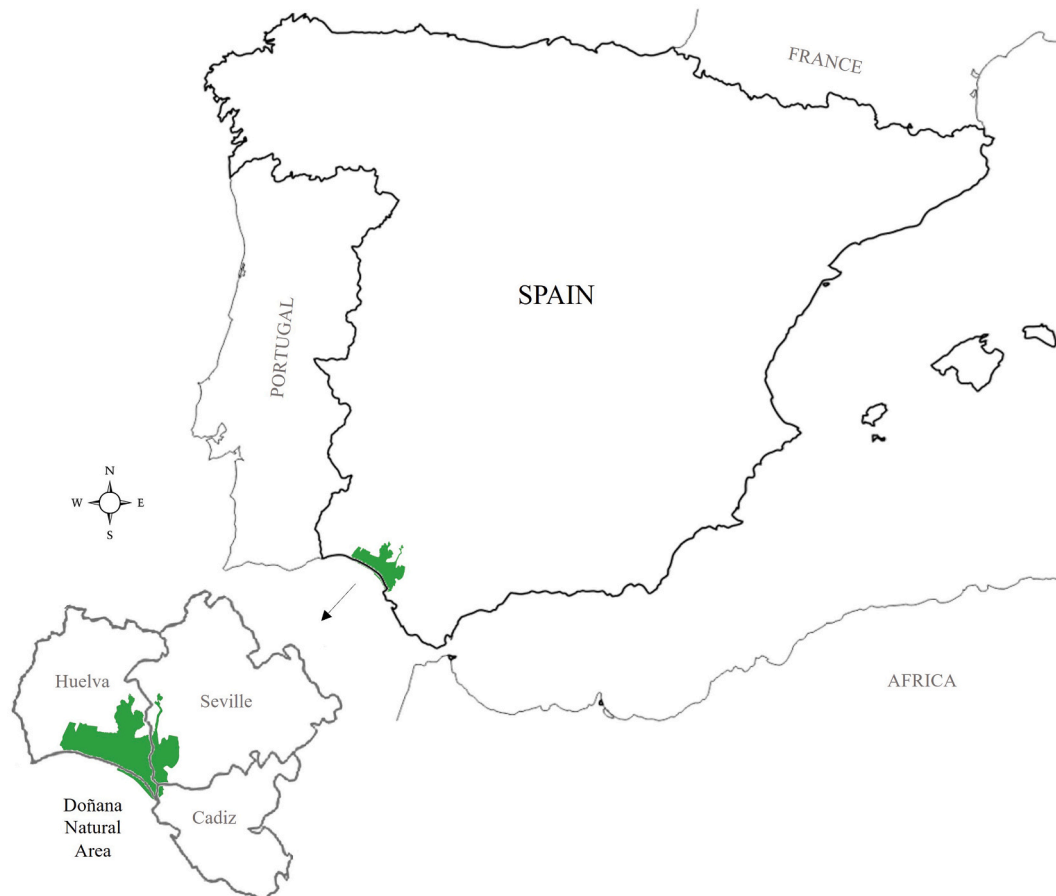 FRANCE
SPAIN
PORTUGAL
N
W
E
S
AFRICA
Huelva
Seville
Doñana
Natural
Area
Cadiz